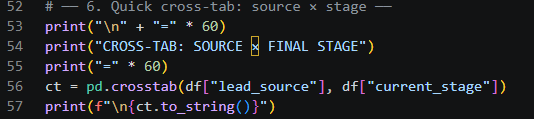 52 # —— 6. Quick cross-tab: source × stage ——
53 print("\n" + "=" * 60)
54 print("CROSS-TAB: SOURCE × FINAL STAGE")
55 print("=" * 60)
56 ct = pd.crosstab(df["lead_source"], df["current_stage"])
57 print(f"\n{ct.to_string()}")